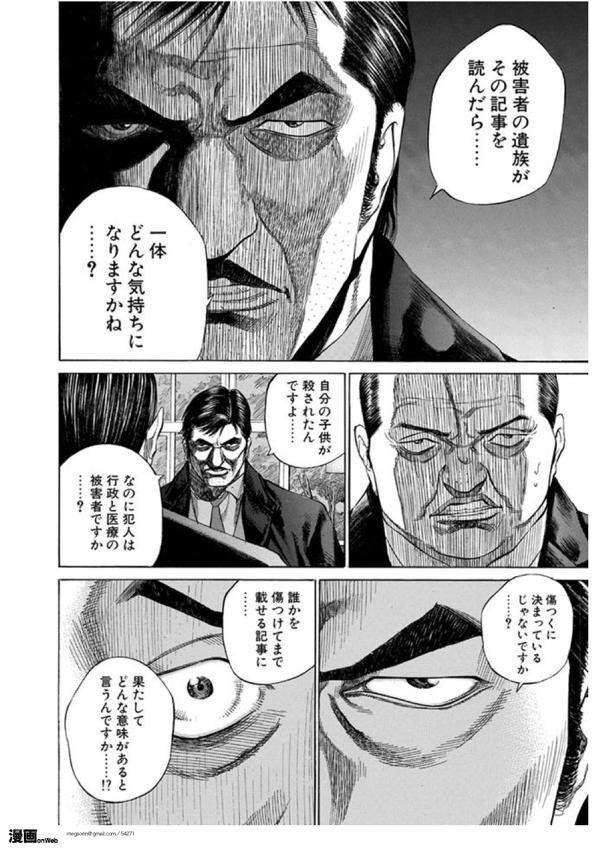 被害者の遺族が
その記事を
読んだら……
一体
どんな気持ちに
なりますかね
……？
自分の子供が
殺されたん
ですよ……
なのに犯人は
行政と医療の
被害者ですか
……？
傷つくに
決まっている
じゃないですか
誰かを
傷つけてまで
載せる記事に
果たして
どんな意味があると
言うんですか……!?
漫画onWeb
megaorin@gmail.com/54271